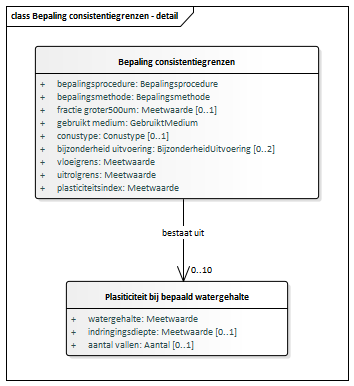 class Bepaling consistentiegrenzen - detail
Bepaling consistentiegrenzen
+ bepalingsprocedure: Bepalingsprocedure
+ bepalingsmethode: Bepalingsmethode
+ fractie groter500um: Meetwaarde [0..1]
+ gebruikt medium: GebruiktMedium
+ conustype: Conustype [0..1]
+ bijzonderheid uitvoering: BijzonderheidUitvoering [0..2]
+ vloeigrens: Meetwaarde
+ uitrolgrens: Meetwaarde
+ plasticiteitsindex: Meetwaarde
bestaat uit
0..10
Plasiticiteit bij bepaald watergehalte
+ watergehalte: Meetwaarde
+ indringingsdiepte: Meetwaarde [0..1]
+ aantal vallen: Aantal [0..1]